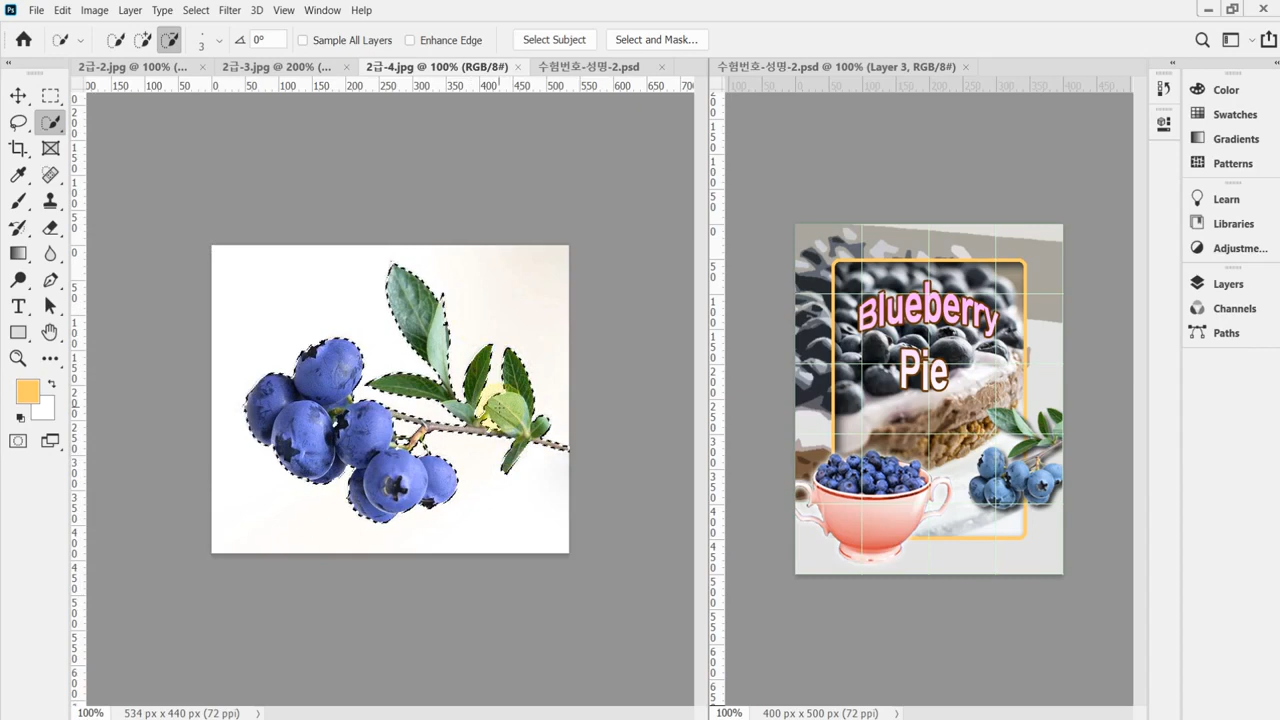 File Edit Image Layer Type Select Filter 3D View Window Help
3 0° Sample All Layers Enhance Edge Select Subject Select and Mask...
2급-2.jpg @ 100% (... 2급-3.jpg @ 200% (... 2급-4.jpg @ 100% (RGB/8#) 수험번호-성명-2.psd 수험번호-성명-2.psd @ 100% (Layer 3, RGB/8#)
Color
Swatches
Gradients
Patterns
Learn
Libraries
Adjustme...
Layers
Channels
Paths
Blueberry
Pie
100% 534 px x 440 px (72 ppi) 100% 400 px x 500 px (72 ppi)